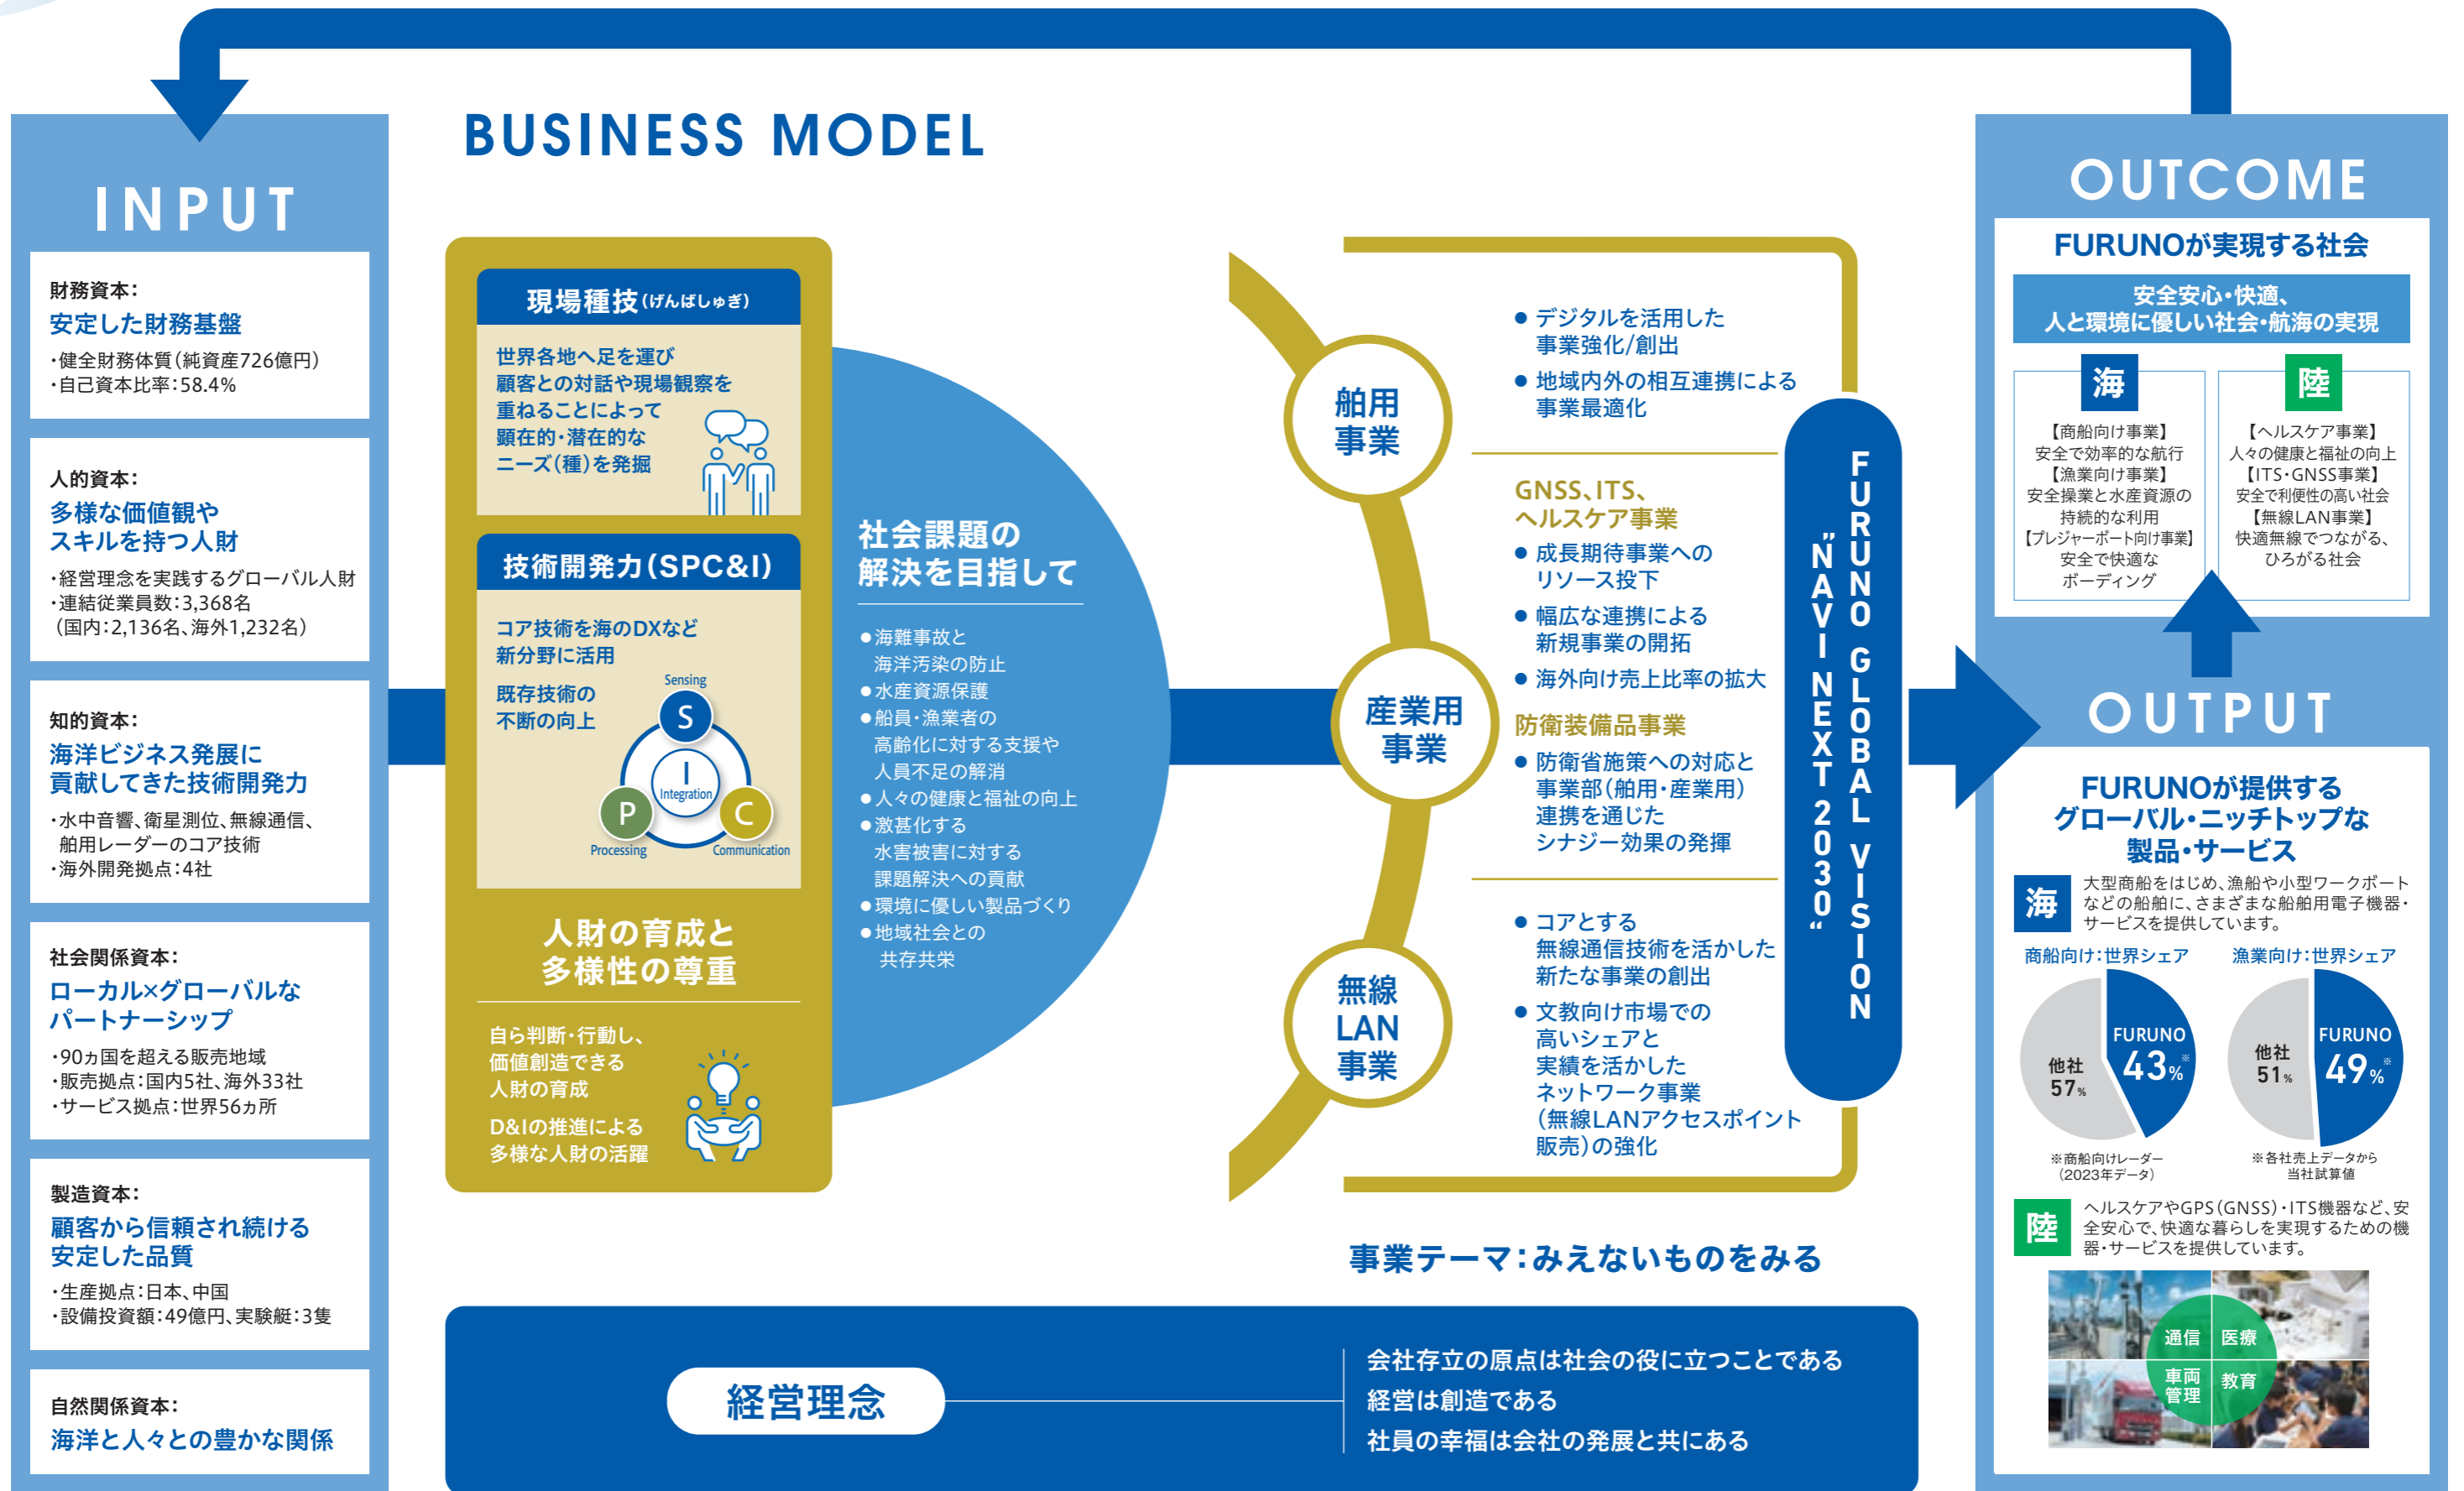 BUSINESS MODEL
INPUT
財務資本：
安定した財務基盤
・健全財務体質（純資産726億円）
・自己資本比率：58.4%
人的資本：
多様な価値観や
スキルを持つ人財
・経営理念を実践するグローバル人財
・連結従業員数：3,368名
（国内：2,136名、海外1,232名）
知的資本：
海洋ビジネス発展に
貢献してきた技術開発力
・水中音響、衛星測位、無線通信、
舶用レーダーのコア技術
・海外開発拠点：4社
社会関係資本：
ローカル×グローバルな
パートナーシップ
・90ヵ国を超える販売地域
・販売拠点：国内5社、海外33社
・サービス拠点：世界56ヵ所
製造資本：
顧客から信頼され続ける
安定した品質
・生産拠点：日本、中国
・設備投資額：49億円、実験艇：3隻
自然関係資本：
海洋と人々との豊かな関係
現場種技（げんばしゅぎ）
世界各地へ足を運び
顧客との対話や現場観察を
重ねることによって
顕在的・潜在的な
ニーズ（種）を発掘
技術開発力（SPC&I）
コア技術を海のDXなど
新分野に活用
既存技術の
不断の向上
Sensing
S
I
Integration
P
C
Processing
Communication
人財の育成と
多様性の尊重
自ら判断・行動し、
価値創造できる
人財の育成
D&Iの推進による
多様な人財の活躍
社会課題の
解決を目指して
●海難事故と
海洋汚染の防止
●水産資源保護
●船員・漁業者の
高齢化に対する支援や
人員不足の解消
●人々の健康と福祉の向上
●激甚化する
水害被害に対する
課題解決への貢献
●環境に優しい製品づくり
●地域社会との
共存共栄
舶用
事業
● デジタルを活用した
事業強化/創出
● 地域内外の相互連携による
事業最適化
産業用
事業
GNSS、ITS、
ヘルスケア事業
● 成長期待事業への
リソース投下
● 幅広な連携による
新規事業の開拓
● 海外向け売上比率の拡大
防衛装備品事業
● 防衛省施策への対応と
事業部（舶用・産業用）
連携を通じた
シナジー効果の発揮
無線
LAN
事業
● コアとする
無線通信技術を活かした
新たな事業の創出
● 文教向け市場での
高いシェアと
実績を活かした
ネットワーク事業
（無線LANアクセスポイント
販売）の強化
FURUNO GLOBAL VISION
"NAVI NEXT 2030"
事業テーマ：みえないものをみる
経営理念
会社存立の原点は社会の役に立つことである
経営は創造である
社員の幸福は会社の発展と共にある
OUTCOME
FURUNOが実現する社会
安全安心・快適、
人と環境に優しい社会・航海の実現
海
【商船向け事業】
安全で効率的な航行
【漁業向け事業】
安全操業と水産資源の
持続的な利用
【プレジャーボート向け事業】
安全で快適な
ボーディング
陸
【ヘルスケア事業】
人々の健康と福祉の向上
【ITS・GNSS事業】
安全で利便性の高い社会
【無線LAN事業】
快適無線でつながる、
ひろがる社会
OUTPUT
FURUNOが提供する
グローバル・ニッチトップな
製品・サービス
海
大型商船をはじめ、漁船や小型ワークボート
などの船舶に、さまざまな船舶用電子機器・
サービスを提供しています。
商船向け：世界シェア
FURUNO
43%※
他社
57%
※商船向けレーダー
（2023年データ）
漁業向け：世界シェア
FURUNO
49%※
他社
51%
※各社売上データから
当社試算値
陸
ヘルスケアやGPS（GNSS）・ITS機器など、安
全安心で、快適な暮らしを実現するための機
器・サービスを提供しています。
通信
医療
車両
管理
教育